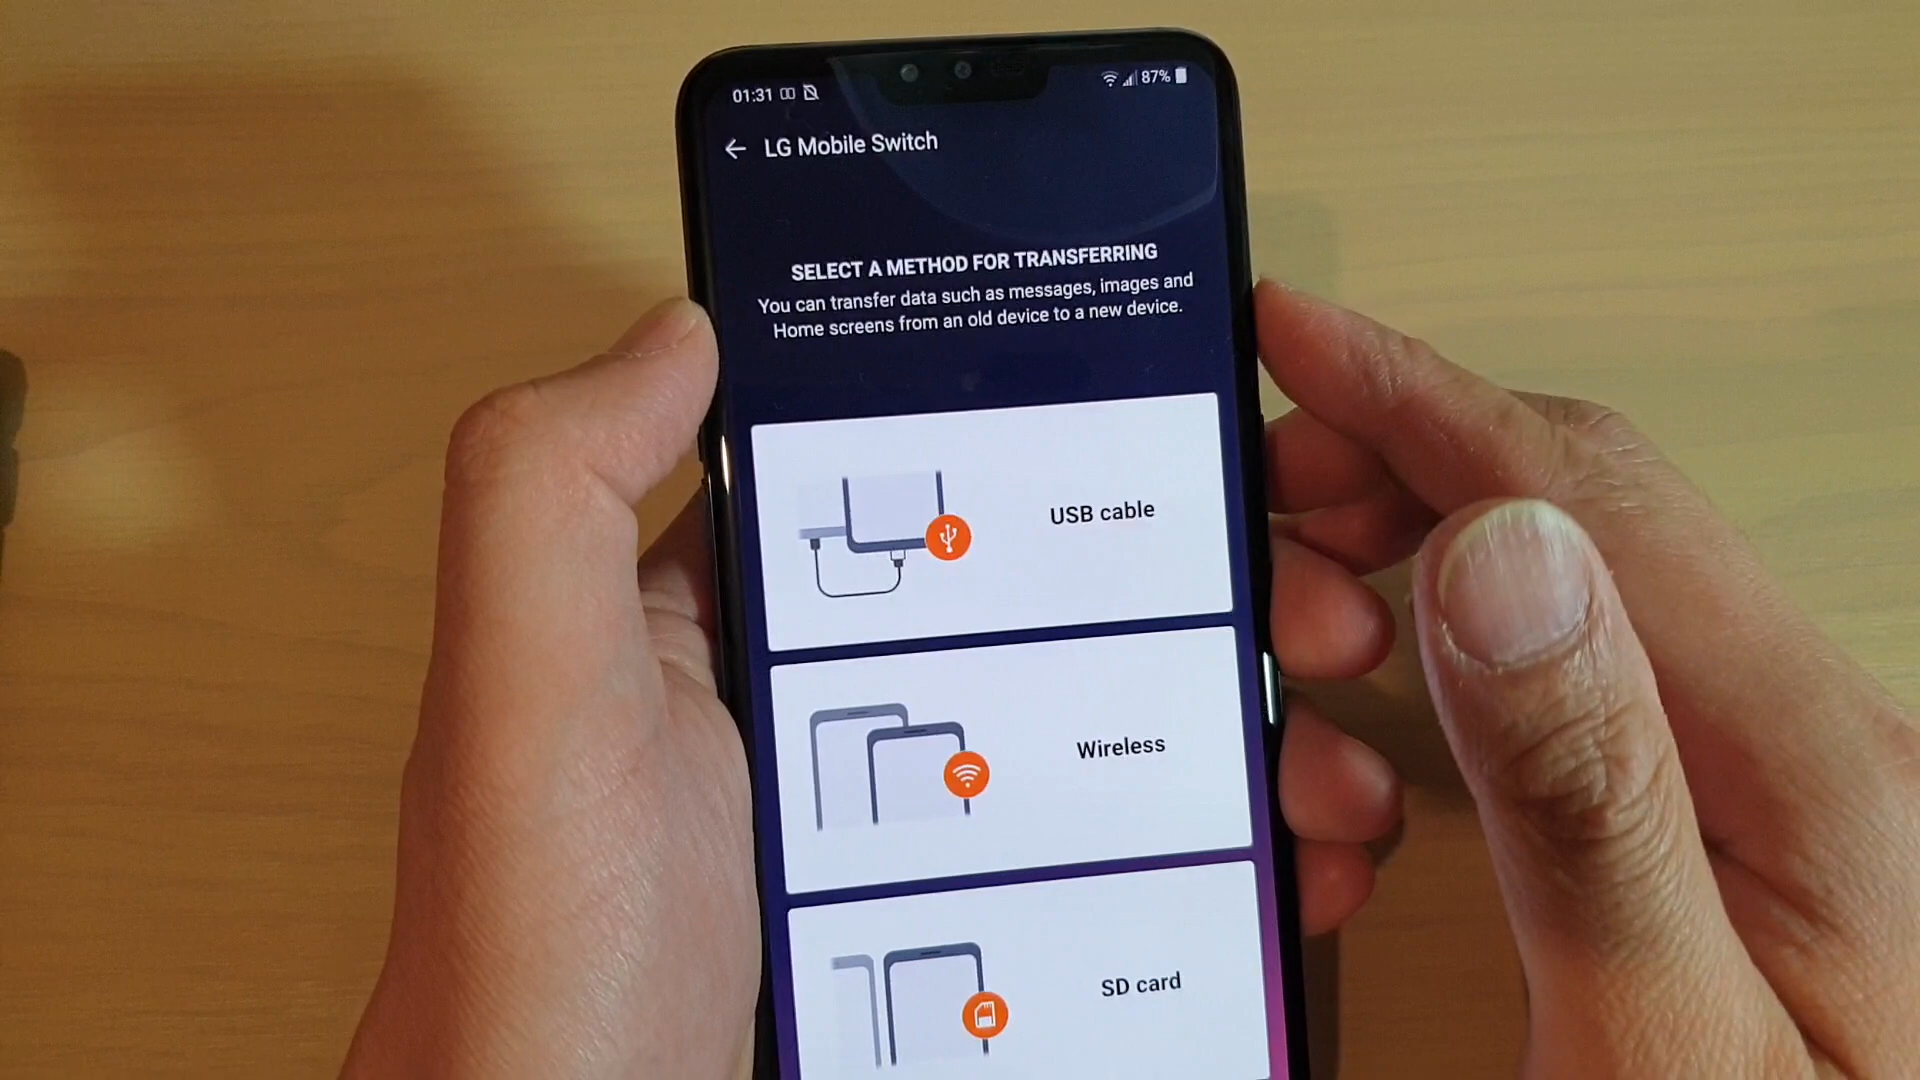 01:31
87%
LG Mobile Switch
SELECT A METHOD FOR TRANSFERRING
You can transfer data such as messages, images and
Home screens from an old device to a new device.
USB cable
Wireless
SD card